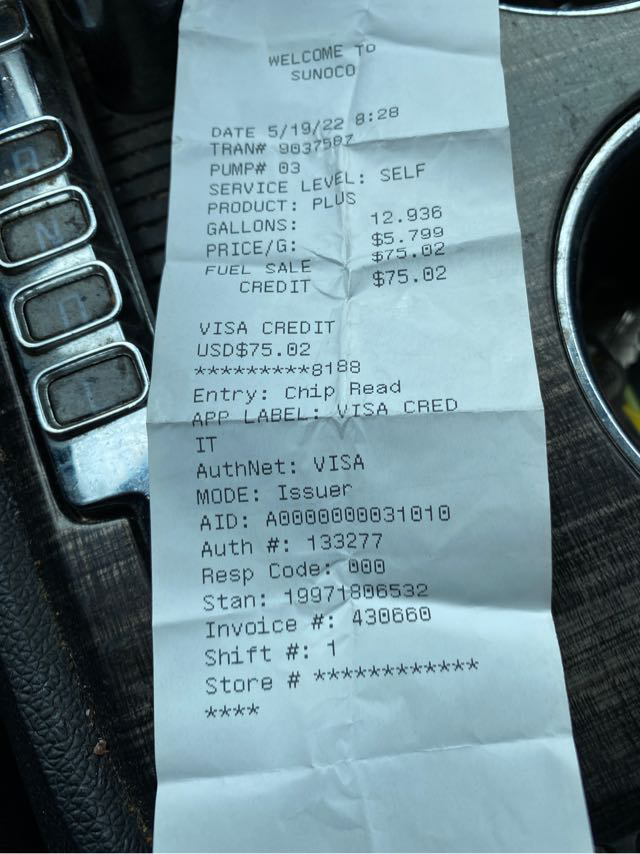 WELCOME TO
SUNOCO
DATE 5/19/22 8:28
TRAN# 9037587
PUMP# 03
SERVICE LEVEL: SELF
PRODUCT: PLUS
GALLONS: 12.936
PRICE/G: $5.799
FUEL SALE $75.02
CREDIT $75.02
VISA CREDIT
USD$75.02
*********8188
Entry: Chip Read
APP LABEL: VISA CRED
IT
AuthNet: VISA
MODE: Issuer
AID: A0000000031010
Auth #: 133277
Resp Code: 000
Stan: 19971806532
Invoice #: 430660
Shift #: 1
Store # ************
****